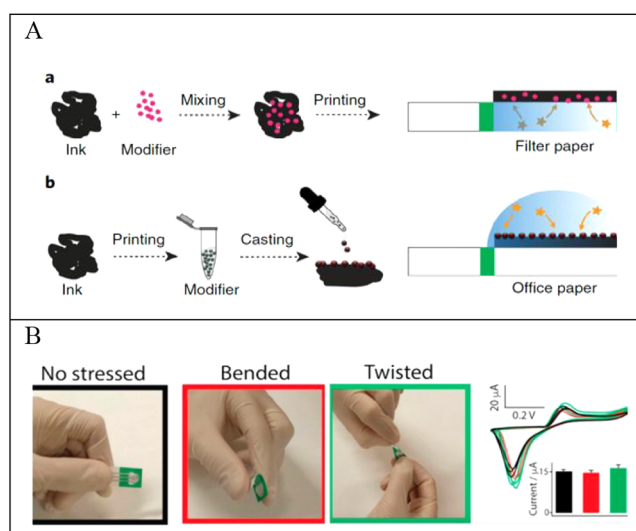 A
a
Mixing
Printing
+
Ink
Modifier
Filter paper
b
Printing
Casting
Ink
Modifier
Office paper
B
No stressed
Bended
Twisted
20 µA
0.2 V
Current / µA
15
0